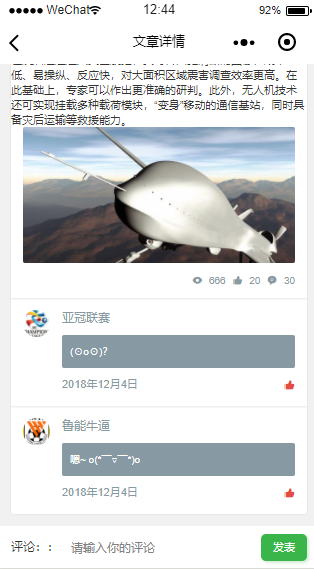 WeChat 12:44 92%
文章详情
低、易操纵、反应快，对大面积区域震害调查效率更高。在
此基础上，专家可以作出更准确的研判。此外，无人机技术
还可实现挂载多种载荷模块，“变身”移动的通信基站，同时具
备灾后运输等救援能力。
666 20 30
亚冠联赛
(⊙o⊙)?
2018年12月4日
鲁能牛逼
嗯~ o(*￣▽￣*)o
2018年12月4日
评论：: 请输入你的评论 发表